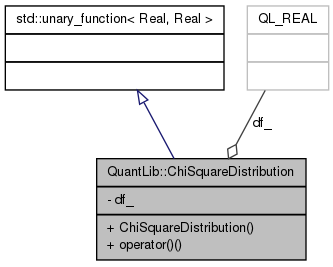 std::unary_function< Real, Real >
QL_REAL
df_
QuantLib::ChiSquareDistribution
- df_
+ ChiSquareDistribution()
+ operator()()